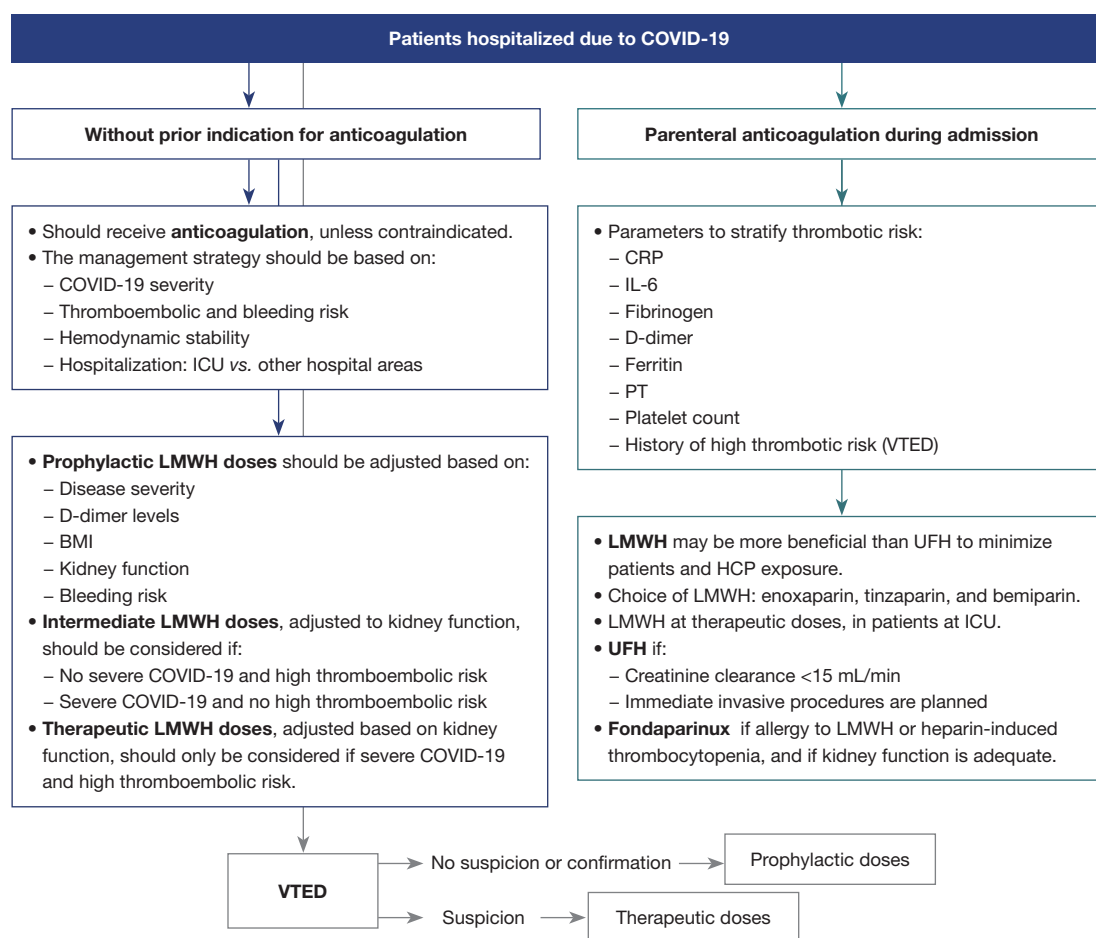 Patients hospitalized due to COVID-19
Without prior indication for anticoagulation
• Should receive anticoagulation, unless contraindicated.
• The management strategy should be based on:
– COVID-19 severity
– Thromboembolic and bleeding risk
– Hemodynamic stability
– Hospitalization: ICU vs. other hospital areas
• Prophylactic LMWH doses should be adjusted based on:
– Disease severity
– D-dimer levels
– BMI
– Kidney function
– Bleeding risk
• Intermediate LMWH doses, adjusted to kidney function,
should be considered if:
– No severe COVID-19 and high thromboembolic risk
– Severe COVID-19 and no high thromboembolic risk
• Therapeutic LMWH doses, adjusted based on kidney
function, should only be considered if severe COVID-19
and high thromboembolic risk.
Parenteral anticoagulation during admission
• Parameters to stratify thrombotic risk:
– CRP
– IL-6
– Fibrinogen
– D-dimer
– Ferritin
– PT
– Platelet count
– History of high thrombotic risk (VTED)
• LMWH may be more beneficial than UFH to minimize
patients and HCP exposure.
• Choice of LMWH: enoxaparin, tinzaparin, and bemiparin.
• LMWH at therapeutic doses, in patients at ICU.
• UFH if:
– Creatinine clearance <15 mL/min
– Immediate invasive procedures are planned
• Fondaparinux if allergy to LMWH or heparin-induced
thrombocytopenia, and if kidney function is adequate.
VTED
No suspicion or confirmation
Prophylactic doses
Suspicion
Therapeutic doses